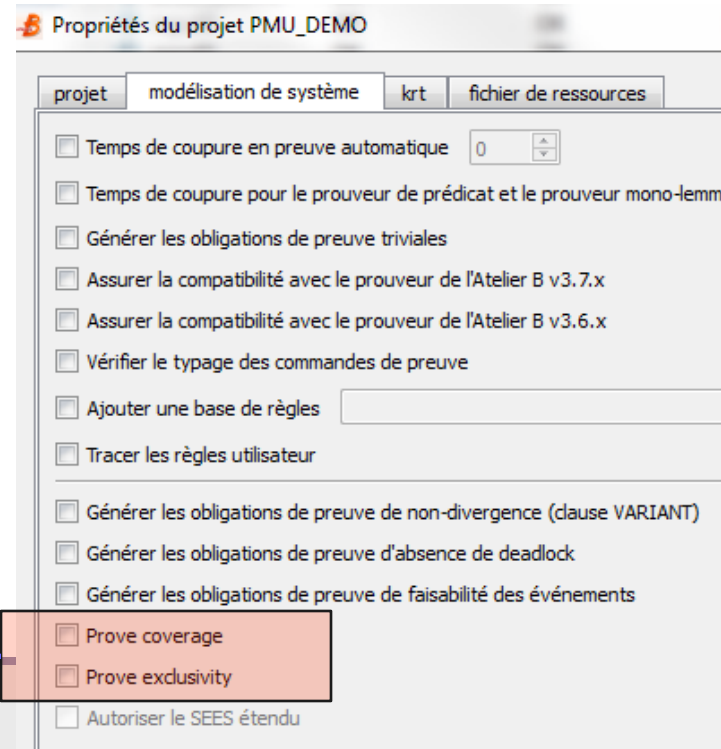 Propriétés du projet PMU_DEMO
projet modélisation de système krt fichier de ressources
Temps de coupure en preuve automatique 0
Temps de coupure pour le prouveur de prédicat et le prouveur mono-lemm
Générer les obligations de preuve triviales
Assurer la compatibilité avec le prouveur de l'Atelier B v3.7.x
Assurer la compatibilité avec le prouveur de l'Atelier B v3.6.x
Vérifier le typage des commandes de preuve
Ajouter une base de règles
Tracer les règles utilisateur
Générer les obligations de preuve de non-divergence (clause VARIANT)
Générer les obligations de preuve d'absence de deadlock
Générer les obligations de preuve de faisabilité des événements
Prove coverage
Prove exclusivity
Autoriser le SEES étendu